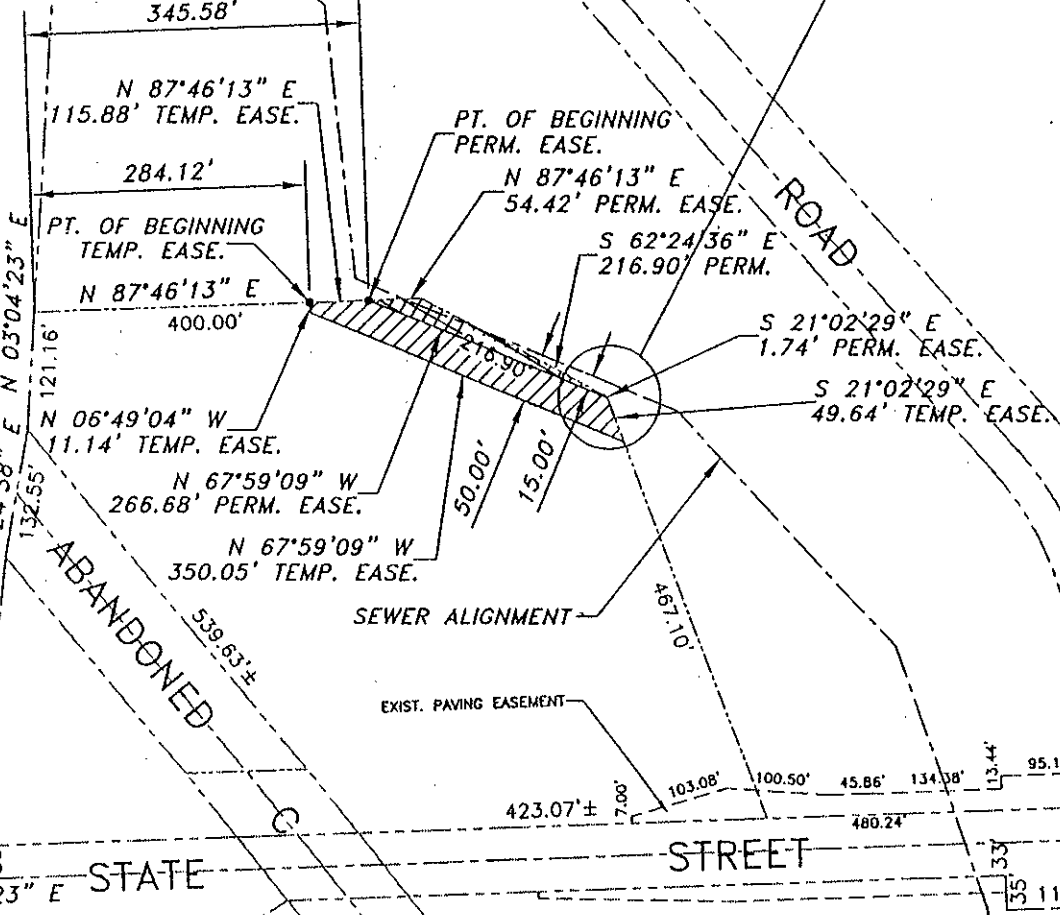 345.58'
N 87°46'13" E
115.88' TEMP. EASE.
PT. OF BEGINNING
PERM. EASE.
284.12'
N 87°46'13" E
54.42' PERM. EASE.
ROAD
PT. OF BEGINNING
TEMP. EASE.
S 62°24'36" E
216.90' PERM.
N 03°04'23" E
N 87°46'13" E
400.00'
216.90'
S 21°02'29" E
1.74' PERM. EASE.
121.16'
S 21°02'29" E
49.64' TEMP. EASE.
N 06°49'04" W
11.14' TEMP. EASE.
N 67°59'09" W
266.68' PERM. EASE.
50.00'
15.00'
E
132.55'
N 67°59'09" W
350.05' TEMP. EASE.
ABANDONED
539.63'±
SEWER ALIGNMENT
467.10'
EXIST. PAVING EASEMENT
C
423.07'±
7.00'
103.08'
100.50'
45.86'
134.38'
13.44'
95.1
480.24'
STATE
STREET
33'
35'
11
23" E